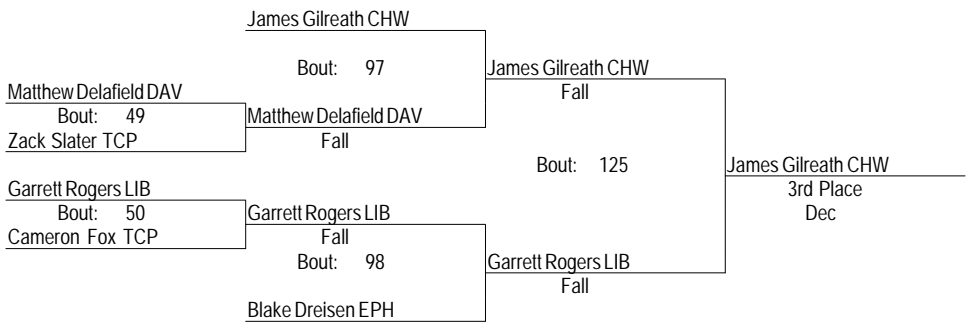 James Gilreath CHW
Bout: 97
James Gilreath CHW
Matthew Delafield DAV
Fall
Bout: 49
Matthew Delafield DAV
Zack Slater TCP
Fall
Bout: 125
James Gilreath CHW
Garrett Rogers LIB
3rd Place
Bout: 50
Garrett Rogers LIB
Dec
Cameron Fox TCP
Fall
Bout: 98
Garrett Rogers LIB
Fall
Blake Dreisen EPH